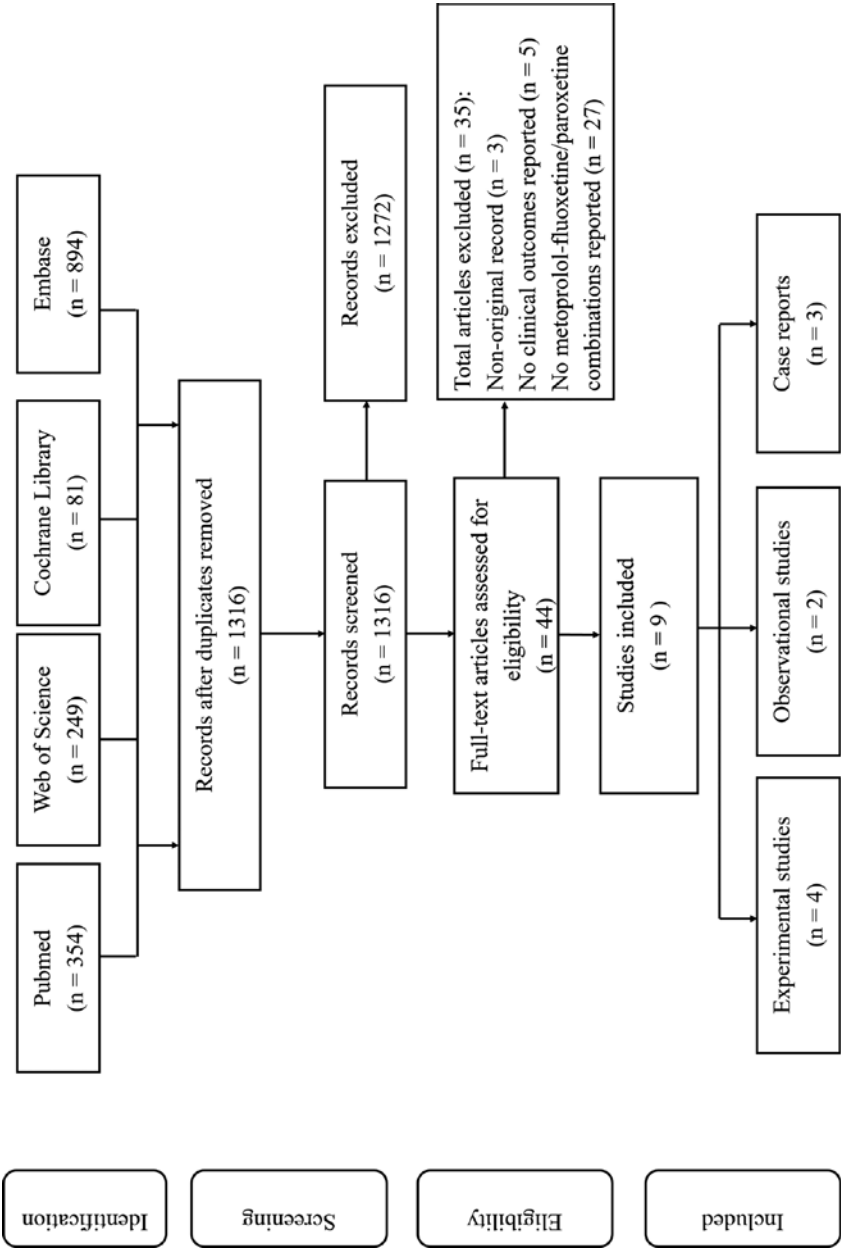 Identification
Pubmed
(n = 354)
Web of Science
(n = 249)
Cochrane Library
(n = 81)
Embase
(n = 894)
Screening
Records after duplicates removed
(n = 1316)
Records screened
(n = 1316)
Records excluded
(n = 1272)
Eligibility
Full-text articles assessed for
eligibility
(n = 44)
Total articles excluded (n = 35):
Non-original record (n = 3)
No clinical outcomes reported (n = 5)
No metoprolol-fluoxetine/paroxetine
combinations reported (n = 27)
Included
Studies included
(n = 9 )
Experimental studies
(n = 4)
Observational studies
(n = 2)
Case reports
(n = 3)